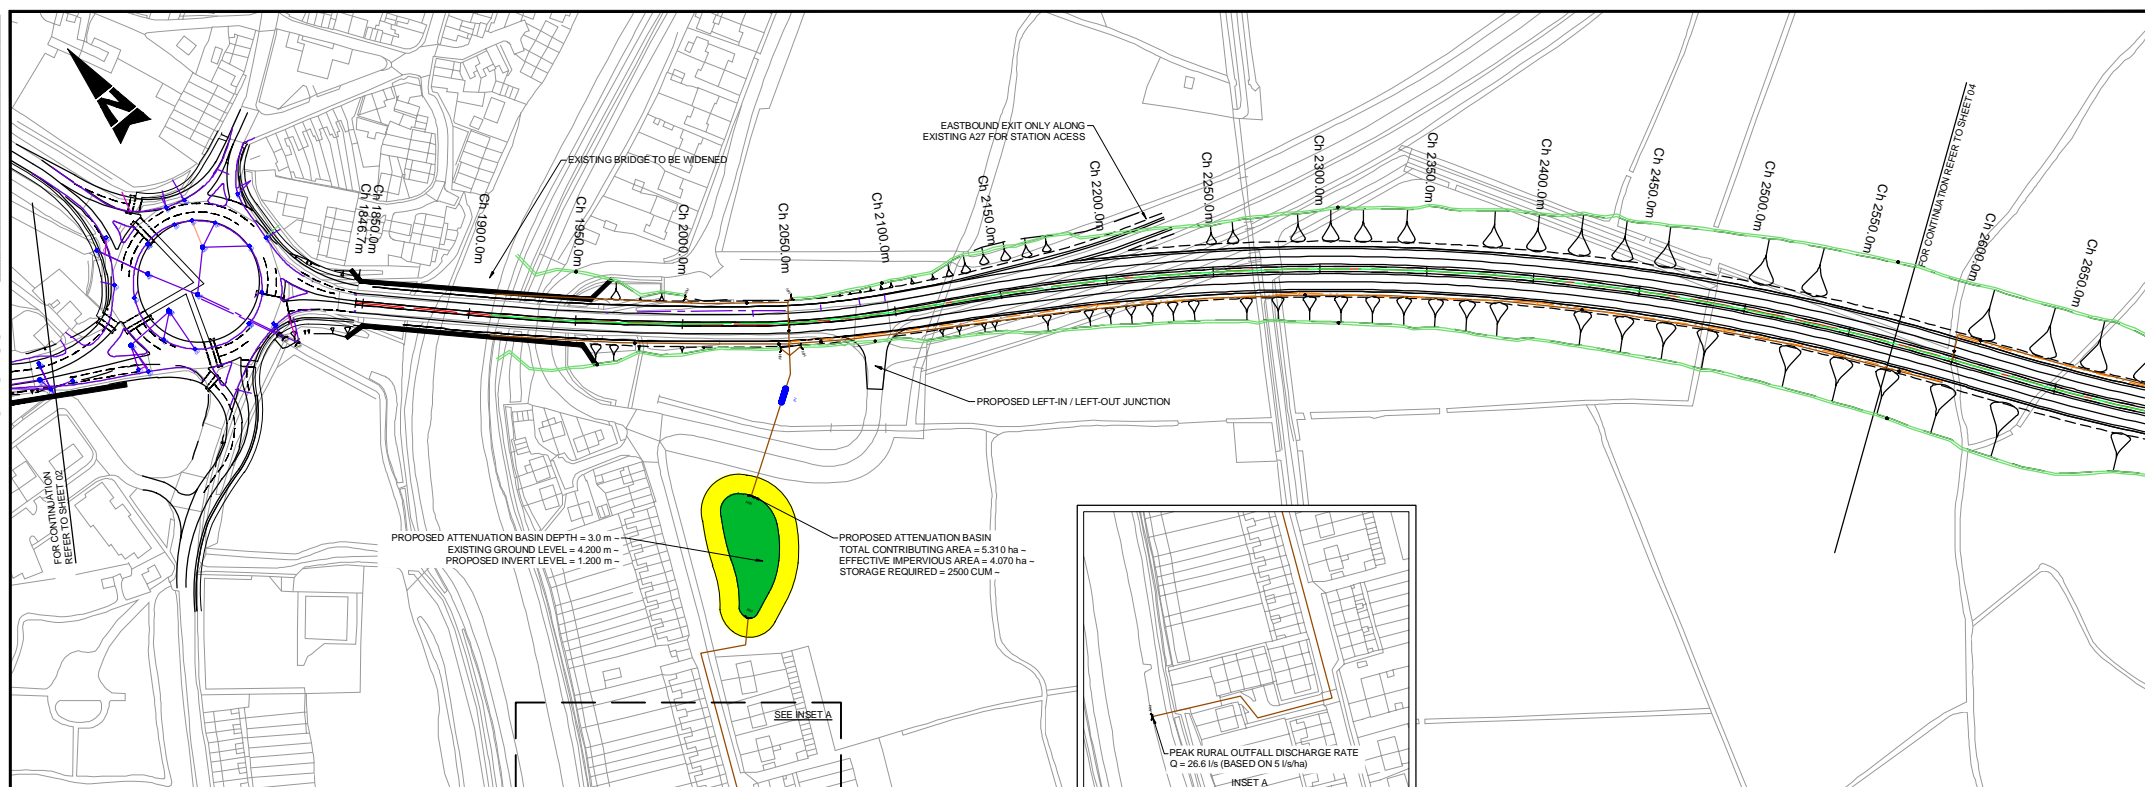 N
EXISTING BRIDGE TO BE WIDENED
EASTBOUND EXIT ONLY ALONG
EXISTING A27 FOR STATION ACESS
Ch 1846.7m
Ch 1850.0m
Ch 1900.0m
Ch 1950.0m
Ch 2000.0m
Ch 2050.0m
Ch 2100.0m
Ch 2150.0m
Ch 2200.0m
Ch 2250.0m
Ch 2300.0m
Ch 2350.0m
Ch 2400.0m
Ch 2450.0m
Ch 2500.0m
Ch 2550.0m
Ch 2600.0m
Ch 2650.0m
FOR CONTINUATION REFER TO SHEET 04
PROPOSED LEFT-IN / LEFT-OUT JUNCTION
FOR CONTINUATION
REFER TO SHEET 02
PROPOSED ATTENUATION BASIN DEPTH = 3.0 m ~
EXISTING GROUND LEVEL = 4.200 m ~
PROPOSED INVERT LEVEL = 1.200 m ~
PROPOSED ATTENUATION BASIN
TOTAL CONTRIBUTING AREA = 5.310 ha ~
EFFECTIVE IMPERVIOUS AREA = 4.070 ha ~
STORAGE REQUIRED = 2500 CUM ~
SEE INSET A
PEAK RURAL OUTFALL DISCHARGE RATE
Q = 26.6 l/s (BASED ON 5 l/s/ha)
INSET A